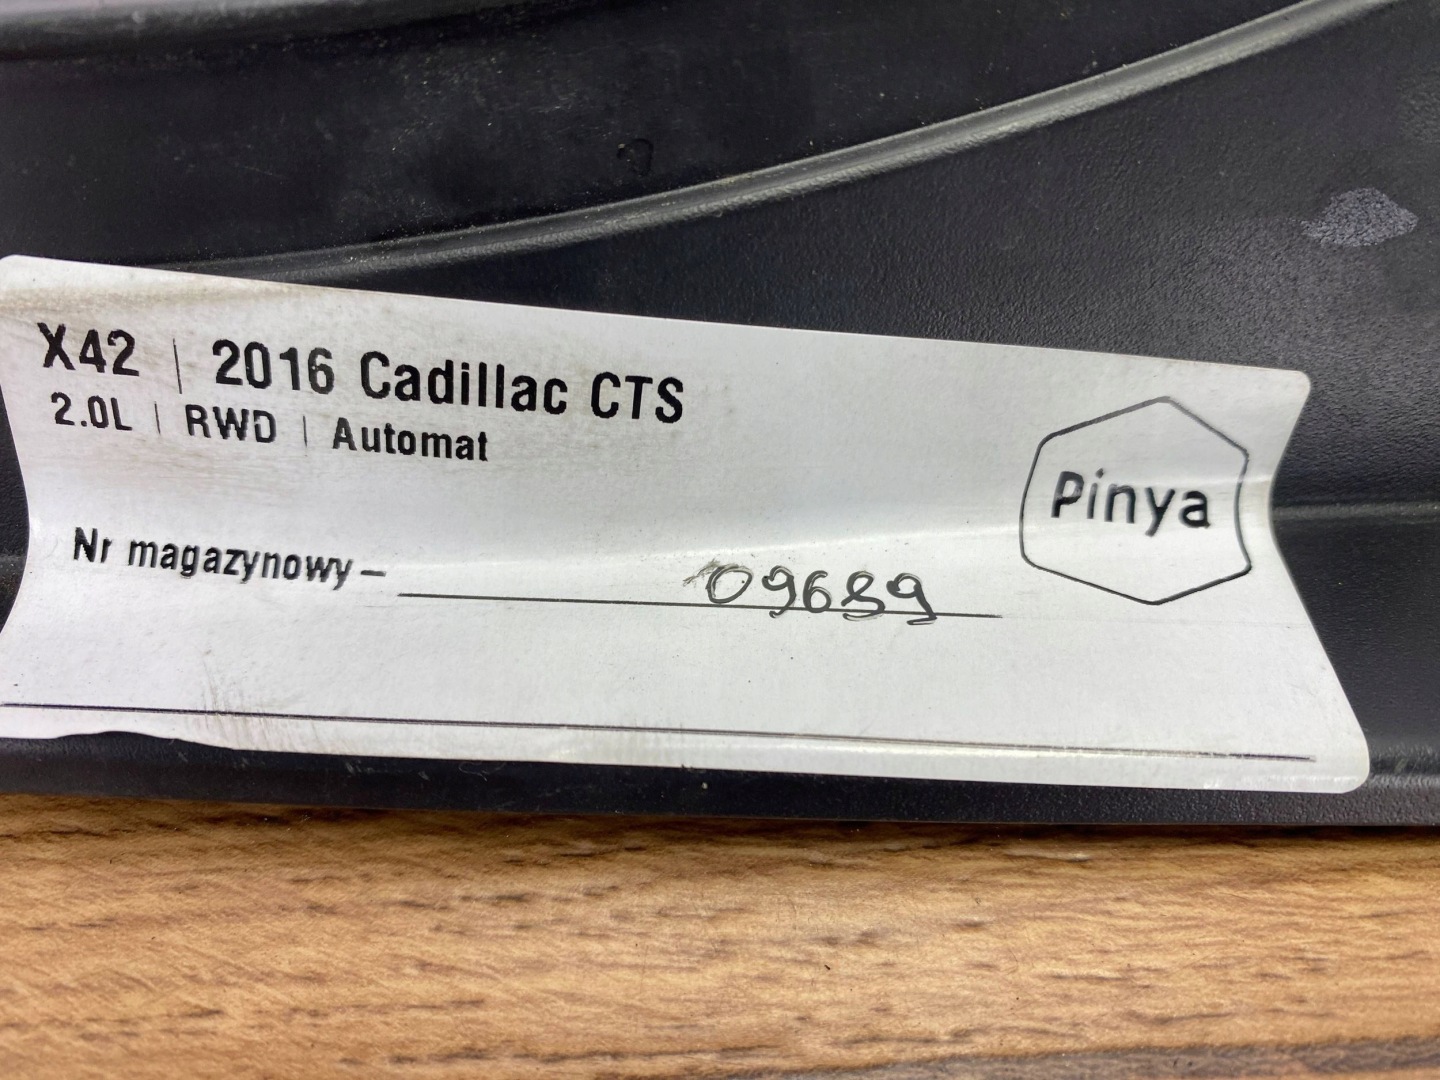 X42 | 2016 Cadillac CTS
2.0L | RWD | Automat
Pinya
Nr magazynowy – 09689